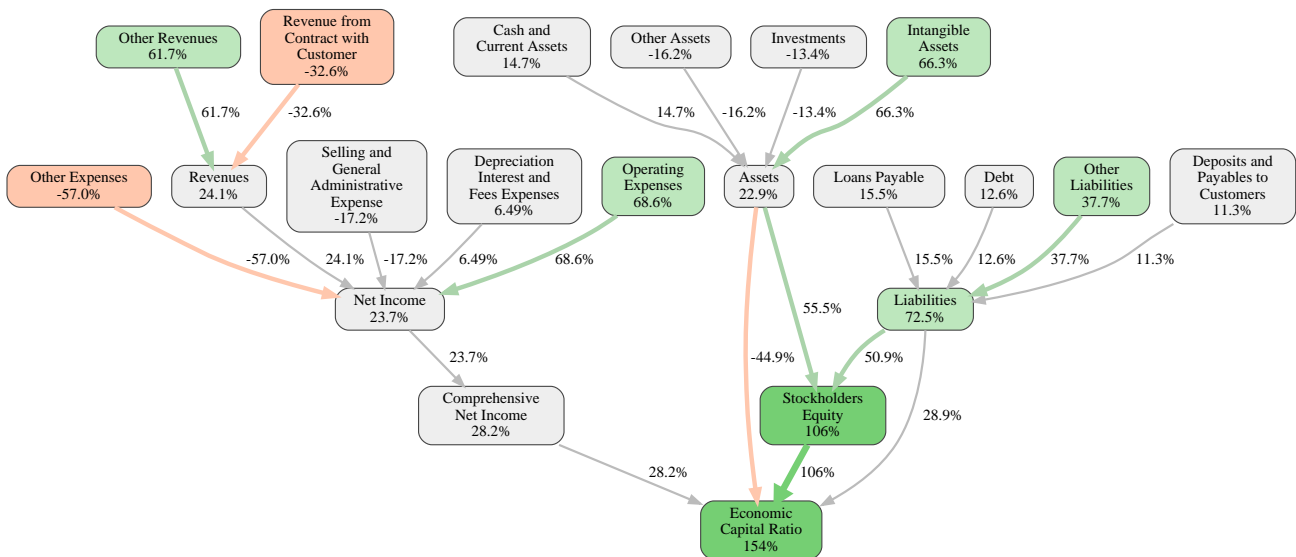 Other Revenues
61.7%
Revenue from
Contract with
Customer
-32.6%
Cash and
Current Assets
14.7%
Other Assets
-16.2%
Investments
-13.4%
Intangible
Assets
66.3%
61.7%
-32.6%
14.7%
-16.2%
-13.4%
66.3%
Other Expenses
-57.0%
Revenues
24.1%
Selling and
General
Administrative
Expense
-17.2%
Depreciation
Interest and
Fees Expenses
6.49%
Operating
Expenses
68.6%
Assets
22.9%
Loans Payable
15.5%
Debt
12.6%
Other
Liabilities
37.7%
Deposits and
Payables to
Customers
11.3%
-57.0%
24.1%
-17.2%
6.49%
68.6%
15.5%
12.6%
37.7%
11.3%
Net Income
23.7%
55.5%
Liabilities
72.5%
23.7%
-44.9%
50.9%
Comprehensive
Net Income
28.2%
Stockholders
Equity
106%
28.9%
28.2%
106%
Economic
Capital Ratio
154%